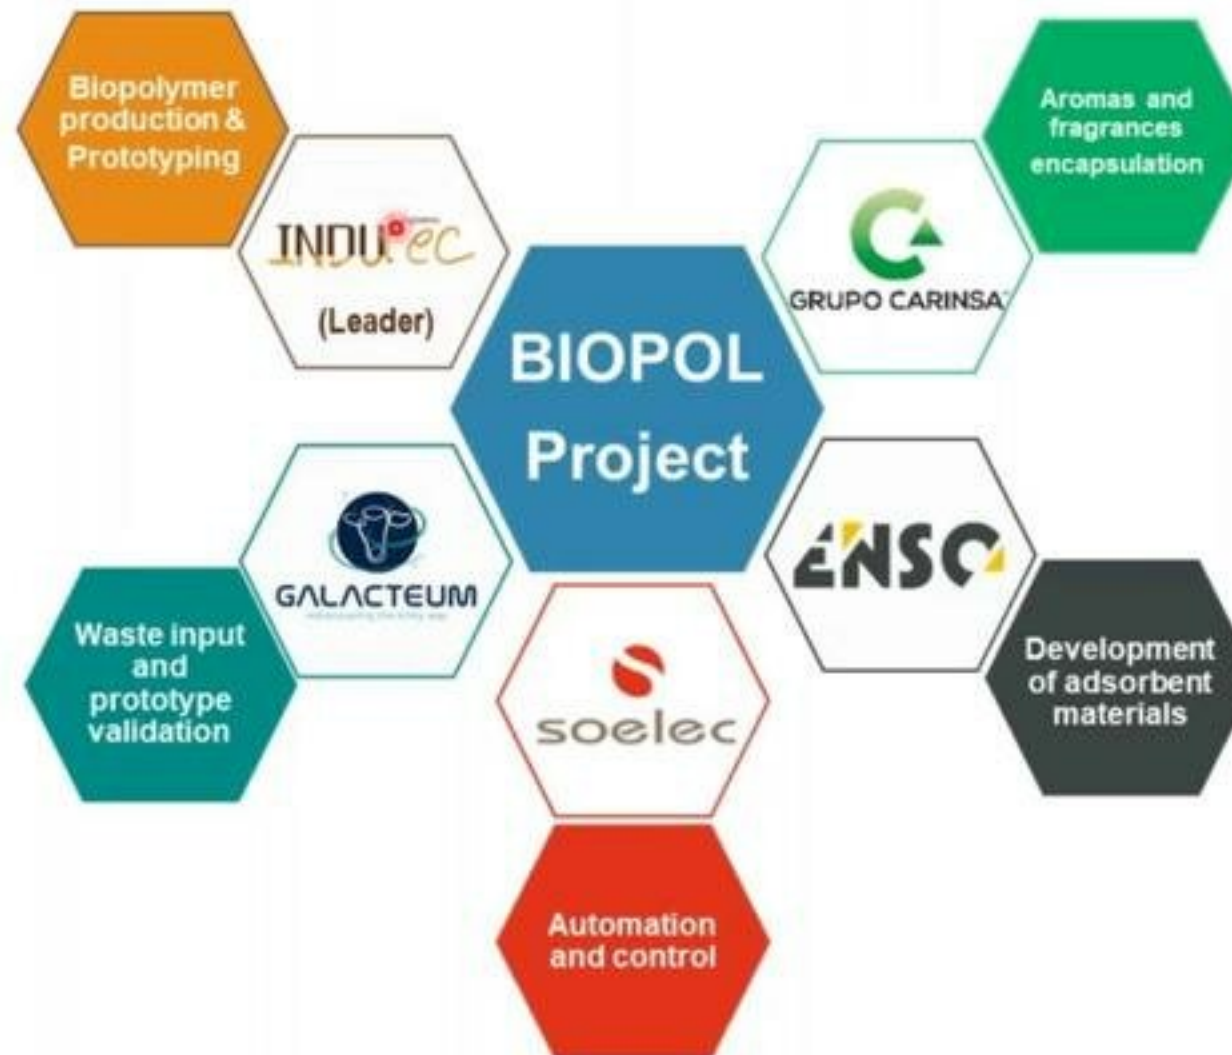 Biopolymer
production &
Prototyping
INDUTEC
(Leader)
BIOPOL
Project
GRUPO CARINSA
Aromas and
fragrances
encapsulation
GALACTEUM
Waste input
and
prototype
validation
soelec
Automation
and control
ENSO
Development
of adsorbent
materials